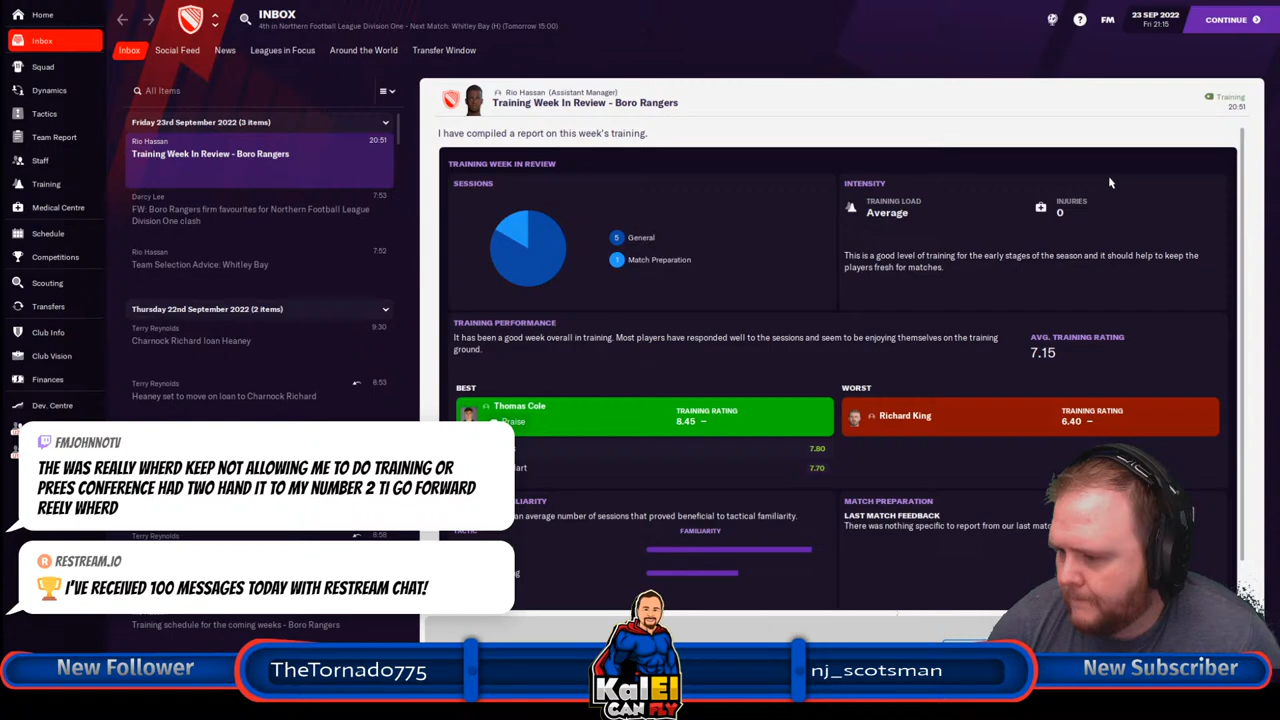 Home
INBOX
4th in Northern Football League Division One - Next Match: Whitley Bay (H) (Tomorrow 15:00)
FM
23 SEP 2022
Fri 21:15
CONTINUE
Inbox
Inbox
Social Feed
News
Leagues in Focus
Around the World
Transfer Window
Squad
Dynamics
Tactics
Team Report
Staff
Training
Medical Centre
Schedule
Competitions
Scouting
Transfers
Club Info
Club Vision
Finances
Dev. Centre
All Items
Friday 23rd September 2022 (3 items)
Rio Hassan
20:51
Training Week In Review - Boro Rangers
Darcy Lee
7:53
FW: Boro Rangers firm favourites for Northern Football League
Division One clash
Rio Hassan
7:52
Team Selection Advice: Whitley Bay
Thursday 22nd September 2022 (2 items)
Terry Reynolds
9:30
Charnock Richard loan Heaney
Terry Reynolds
8:53
Heaney set to move on loan to Charnock Richard
Terry Reynolds
8:58
Training schedule for the coming weeks - Boro Rangers
Rio Hassan (Assistant Manager)
Training Week In Review - Boro Rangers
Training
20:51
I have compiled a report on this week's training.
TRAINING WEEK IN REVIEW
SESSIONS
5 General
1 Match Preparation
INTENSITY
TRAINING LOAD
Average
INJURIES
0
This is a good level of training for the early stages of the season and it should help to keep the
players fresh for matches.
TRAINING PERFORMANCE
It has been a good week overall in training. Most players have responded well to the sessions and seem to be enjoying themselves on the training
ground.
AVG. TRAINING RATING
7.15
BEST
Thomas Cole
Praise
TRAINING RATING
8.45 –
7.80
7.70
WORST
Richard King
TRAINING RATING
6.40 –
an average number of sessions that proved beneficial to tactical familiarity.
FAMILIARITY
MATCH PREPARATION
LAST MATCH FEEDBACK
There was nothing specific to report from our last
FMJOHNNOTV
THE WAS REALLY WHERD KEEP NOT ALLOWING ME TO DO TRAINING OR
PREES CONFERENCE HAD TWO HAND IT TO MY NUMBER 2 TI GO FORWARD
REELY WHERD
RESTREAM.IO
I'VE RECEIVED 100 MESSAGES TODAY WITH RESTREAM CHAT!
New Follower
TheTornado775
KalEl
CAN FLY
nj_scotsman
New Subscriber